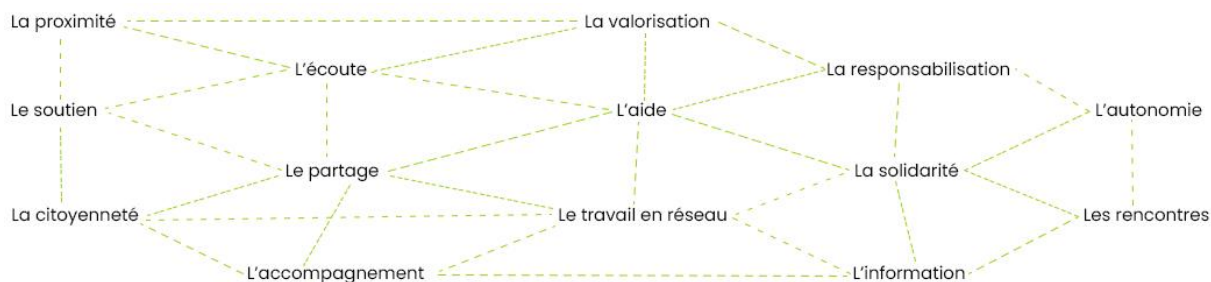 La proximité
La valorisation
L'écoute
La responsabilisation
Le soutien
L'aide
L'autonomie
Le partage
La solidarité
La citoyenneté
Le travail en réseau
Les rencontres
L'accompagnement
L'information